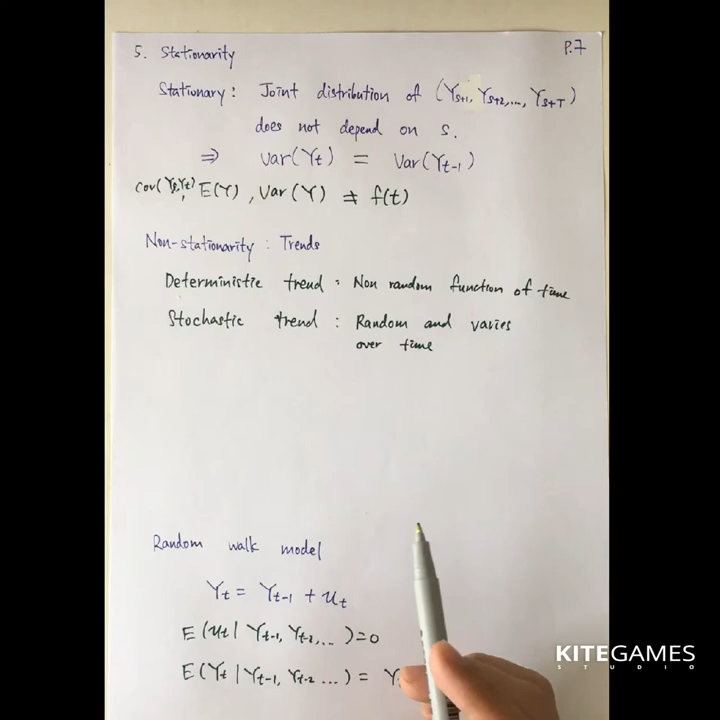 5. Stationarity
P.7
Stationary : Joint distribution of (Ys+1, Ys+2,..., Ys+T)
does not depend on s.
⇒ var(Yt) = Var(Yt-1)
Cov(Ys,Yt), E(Y), Var(Y) ≠ f(t)
Non-stationarity : Trends
Deterministic trend : Non random function of time
Stochastic trend : Random and varies
over time
Random walk model
Yt = Yt-1 + ut
E(ut | Yt-1, Yt-2,...)=0
E(Yt | Yt-1, Yt-2 ...) =
KITEGAMES
STUDIO